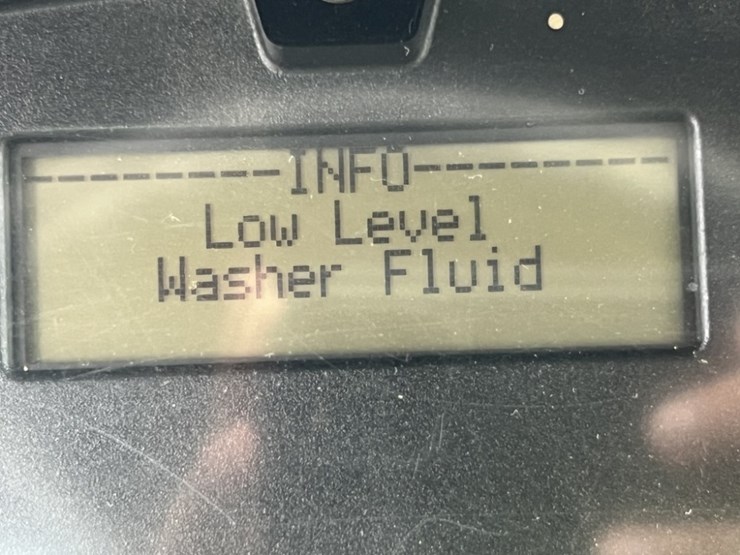 ---------INFO---------
Low Level
Washer Fluid